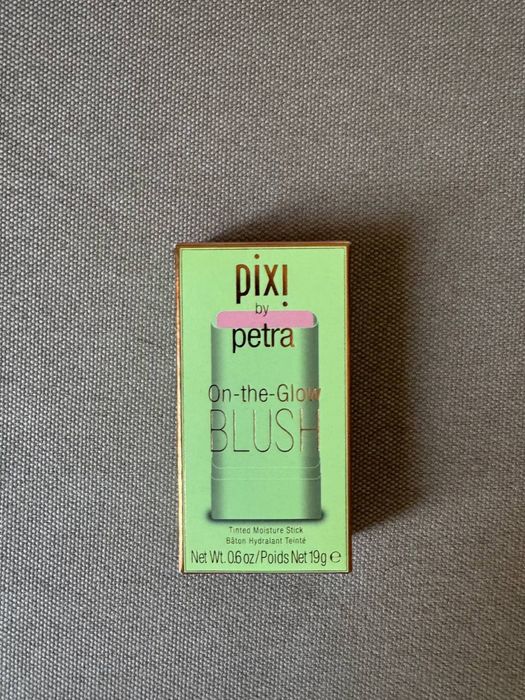 pixi
by
petra
On-the-Glow
BLUSH
Tinted Moisture Stick
Bâton Hydratant Teinté
Net Wt. 0.6 oz/Poids Net 19g ℮